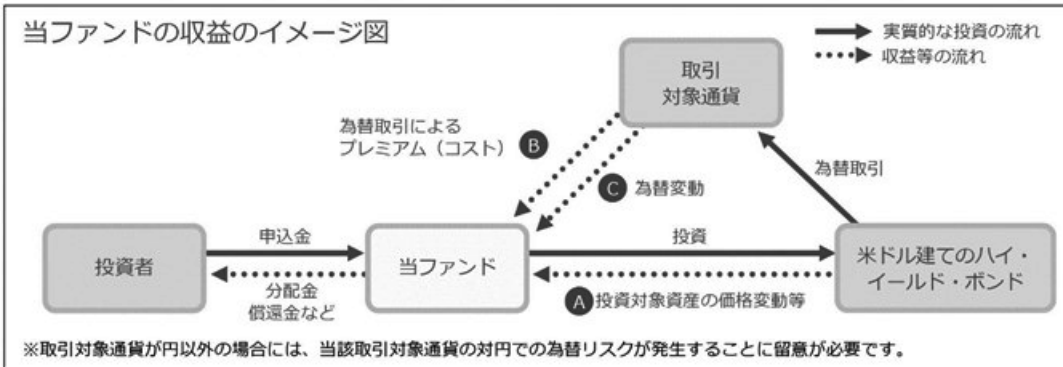 当ファンドの収益のイメージ図
実質的な投資の流れ
収益等の流れ
取引
対象通貨
為替取引による
プレミアム（コスト）
B
C
為替変動
為替取引
投資者
申込金
分配金
償還金など
当ファンド
投資
A
投資対象資産の価格変動等
米ドル建てのハイ・
イールド・ボンド
※取引対象通貨が円以外の場合には、当該取引対象通貨の対円での為替リスクが発生することに留意が必要です。